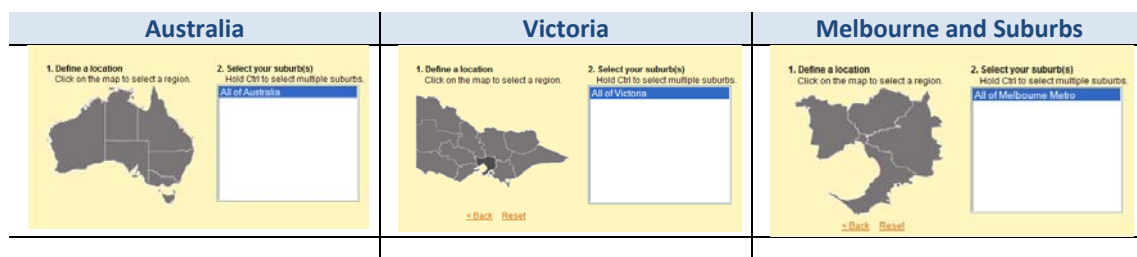 Australia
Victoria
Melbourne and Suburbs
1. Define a location
Click on the map to select a region.
2. Select your suburb(s)
Hold Ctrl to select multiple suburbs.
All of Australia
1. Define a location
Click on the map to select a region.
2. Select your suburb(s)
Hold Ctrl to select multiple suburbs.
All of Victoria
< Back Reset
1. Define a location
Click on the map to select a region.
2. Select your suburb(s)
Hold Ctrl to select multiple suburbs.
All of Melbourne Metro
< Back Reset